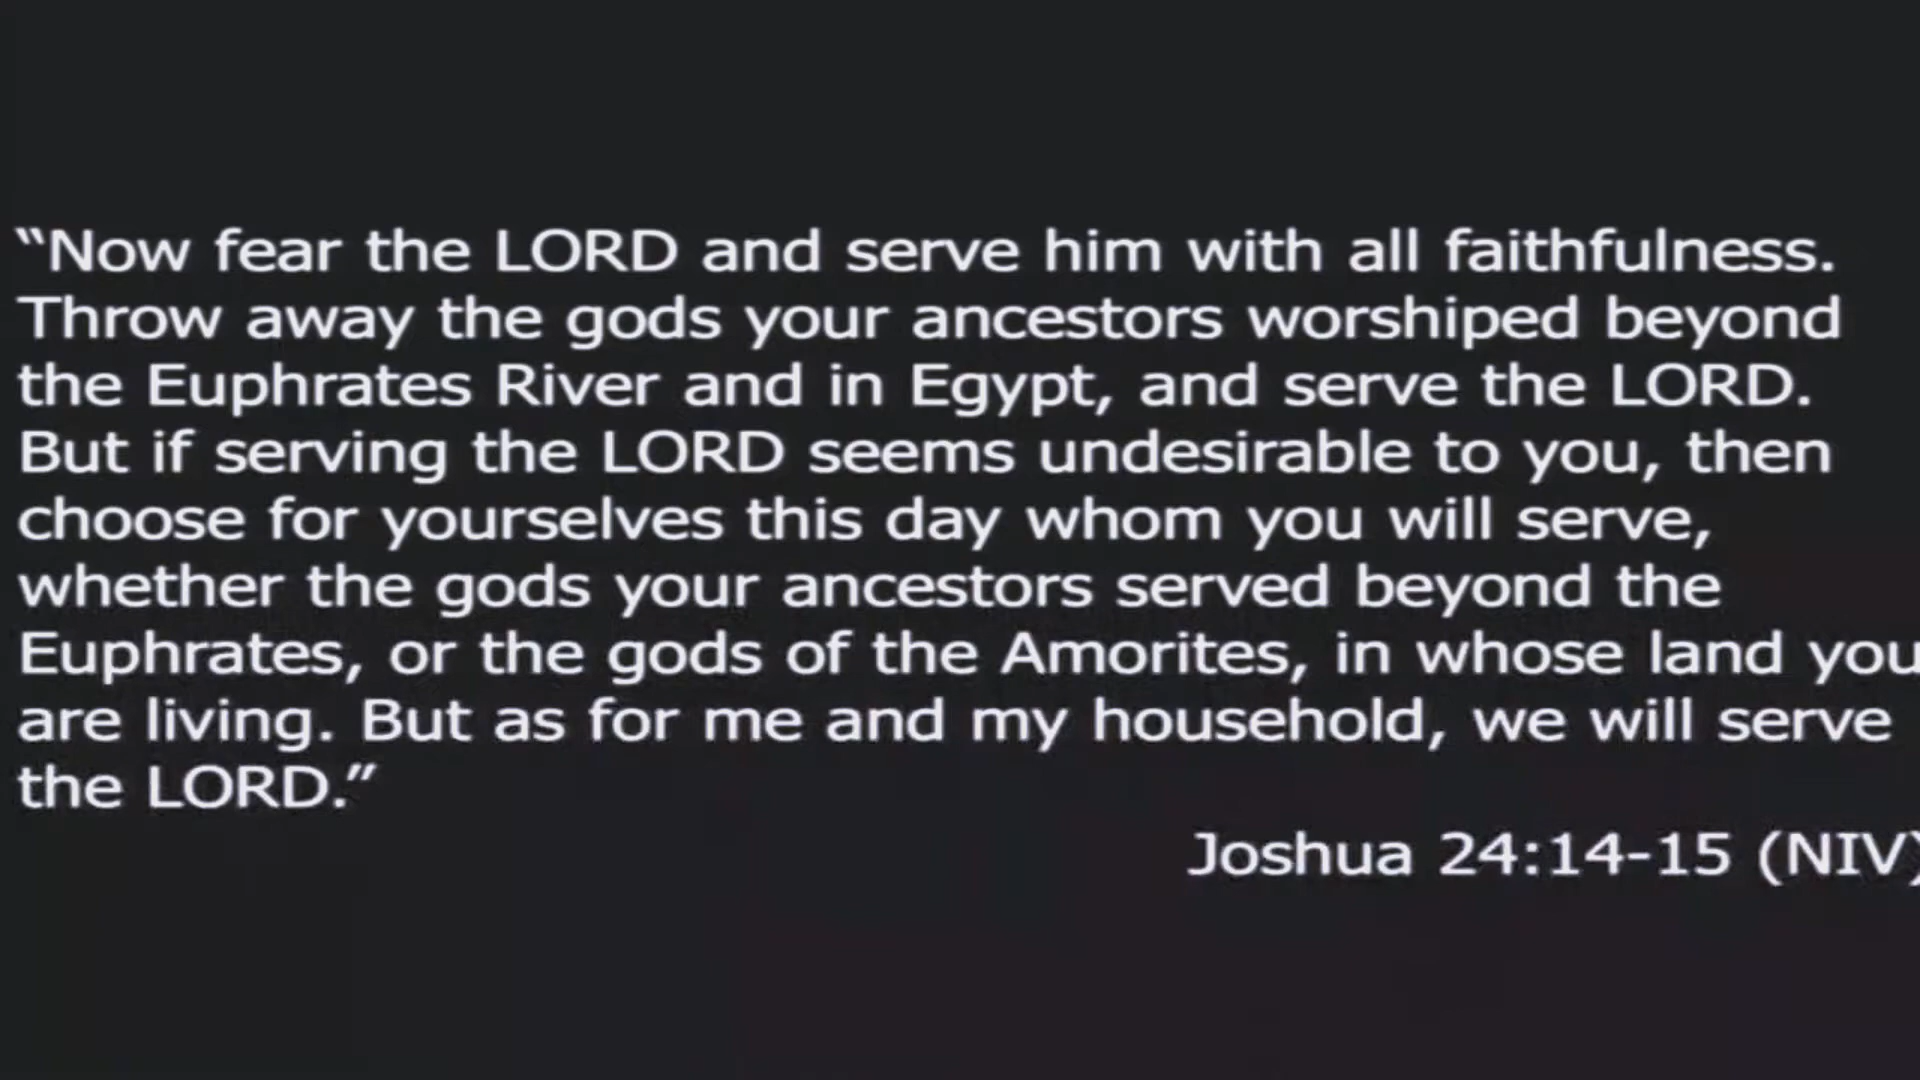 “Now fear the LORD and serve him with all faithfulness.
Throw away the gods your ancestors worshiped beyond
the Euphrates River and in Egypt, and serve the LORD.
But if serving the LORD seems undesirable to you, then
choose for yourselves this day whom you will serve,
whether the gods your ancestors served beyond the
Euphrates, or the gods of the Amorites, in whose land you
are living. But as for me and my household, we will serve
the LORD.”
Joshua 24:14-15 (NIV)